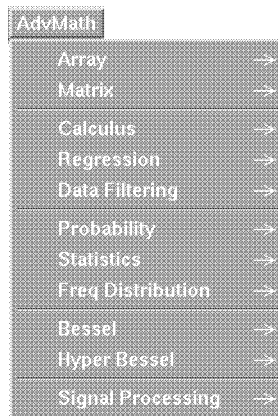 AdvMath
Array →
Matrix →
Calculus →
Regression →
Data Filtering →
Probability →
Statistics →
Freq Distribution →
Bessel →
Hyper Bessel →
Signal Processing →